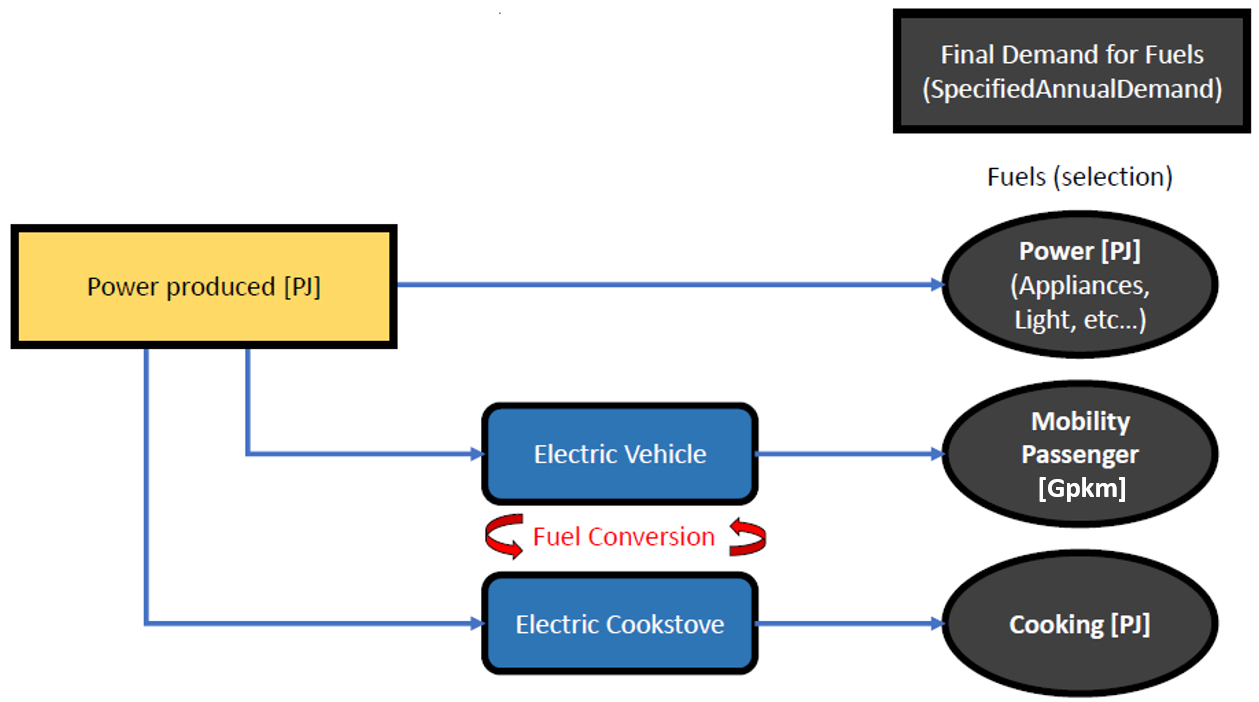 Final Demand for Fuels
(SpecifiedAnnualDemand)
Fuels (selection)
Power produced [PJ]
Power [PJ]
(Appliances,
Light, etc...)
Electric Vehicle
Mobility
Passenger
[Gpkm]
Fuel Conversion
Electric Cookstove
Cooking [PJ]